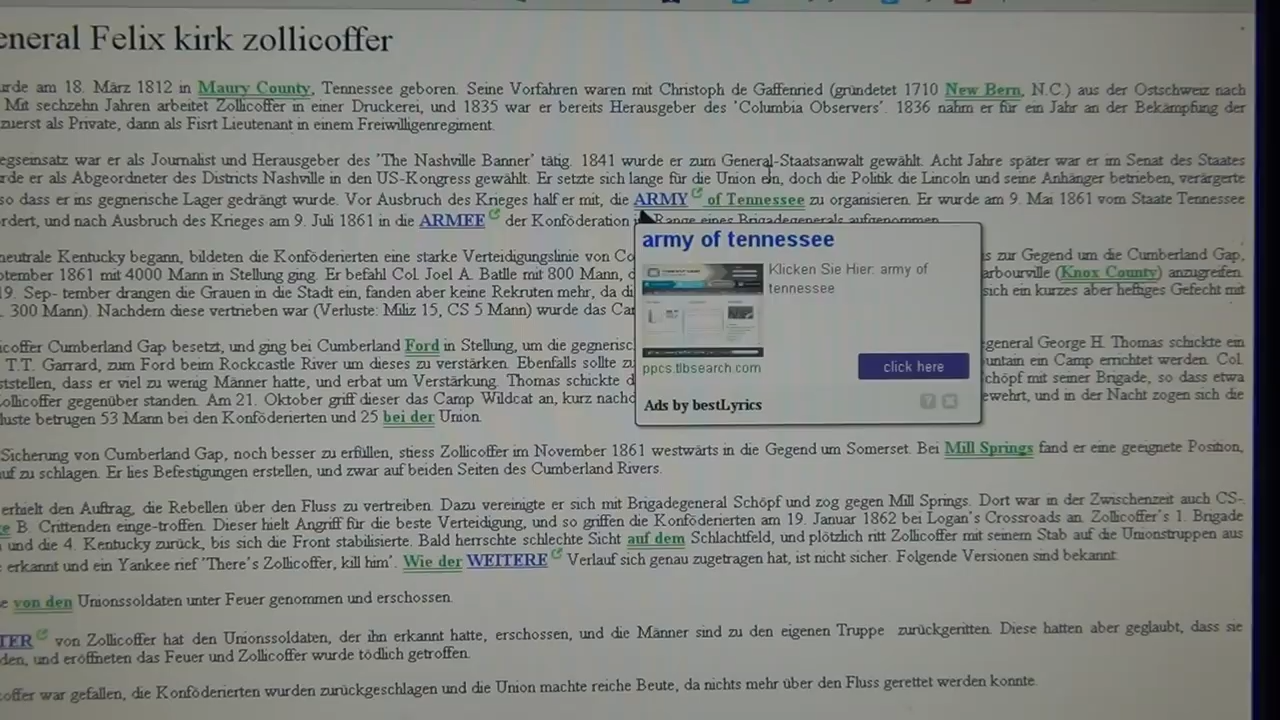 eneral Felix kirk zollicoffer
rde am 18. März 1812 in Maury County, Tennessee geboren. Seine Vorfahren waren mit Christoph de Gaffenried (gründetet 1710 New Bern, N.C.) aus der Ostschweiz nach
Mit sechzehn Jahren arbeitet Zollicoffer in einer Druckerei, und 1835 war er bereits Herausgeber des 'Columbia Observers'. 1836 nahm er für ein Jahr an der Bekämpfung der
zuerst als Private, dann als Fisrt Lieutenant in einem Freiwilligenregiment.
egseinsatz war er als Journalist und Herausgeber des 'The Nashville Banner' tätig. 1841 wurde er zum General-Staatsanwalt gewählt. Acht Jahre später war er im Senat des Staates
rde er als Abgeordneter des Districts Nashville in den US-Kongress gewählt. Er setzte sich lange für die Union ein, doch die Politik die Lincoln und seine Anhänger betrieben, verärgerte
so dass er ins gegnerische Lager gedrängt wurde. Vor Ausbruch des Krieges half er mit, die ARMY of Tennessee zu organisieren. Er wurde am 9. Mai 1861 vom Staate Tennessee
ördert, und nach Ausbruch des Krieges am 9. Juli 1861 in die ARMEE der Konföderation im Range eines Brigadegenerals aufgenommen.
neutrale Kentucky begann, bildeten die Konföderierten eine starke Verteidigungslinie von Co
s zur Gegend um die Cumberland Gap,
ptember 1861 mit 4000 Mann in Stellung ging. Er befahl Col. Joel A. Batlle mit 800 Mann, d
arbourville (Knox County) anzugreifen.
19. Sep- tember drangen die Grauen in die Stadt ein, fanden aber keine Rekruten mehr, da di
sich ein kurzes aber heftiges Gefecht mit
300 Mann). Nachdem diese vertrieben war (Verluste: Miliz 15, CS 5 Mann) wurde das Ca
army of tennessee
Klicken Sie Hier: army of
tennessee
ppcs.tlbsearch.com
click here
Ads by bestLyrics
icoffer Cumberland Gap besetzt, und ging bei Cumberland Ford in Stellung, um die gegnerisc
general George H. Thomas schickte ein
T.T. Garrard, zum Ford beim Rockcastle River um dieses zu verstärken. Ebenfalls sollte zu
untain ein Camp errichtet werden. Col.
ststellen, dass er viel zu wenig Männer hatte, und erbat um Verstärkung. Thomas schickte d
chöpf mit seiner Brigade, so dass etwa
ollicoffer gegenüber standen. Am 21. Oktober griff dieser das Camp Wildcat an, kurz nach
ewehrt, und in der Nacht zogen sich die
luste betrugen 53 Mann bei den Konföderierten und 25 bei der Union.
Sicherung von Cumberland Gap, noch besser zu erfüllen, stiess Zollicoffer im November 1861 westwärts in die Gegend um Somerset. Bei Mill Springs fand er eine geeignete Position,
uf zu schlagen. Er lies Befestigungen erstellen, und zwar auf beiden Seiten des Cumberland Rivers.
erhielt den Auftrag, die Rebellen über den Fluss zu vertreiben. Dazu vereinigte er sich mit Brigadegeneral Schöpf und zog gegen Mill Springs. Dort war in der Zwischenzeit auch CS-
B. Crittenden einge-troffen. Dieser hielt Angriff für die beste Verteidigung, und so griffen die Konföderierten am 19. Januar 1862 bei Logan's Crossroads an. Zollicoffer's 1. Brigade
und die 4. Kentucky zurück, bis sich die Front stabilisierte. Bald herrschte schlechte Sicht auf dem Schlachtfeld, und plötzlich ritt Zollicoffer mit seinem Stab auf die Unionstruppen aus
erkannt und ein Yankee rief 'There's Zollicoffer, kill him'. Wie der WEITERE Verlauf sich genau zugetragen hat, ist nicht sicher. Folgende Versionen sind bekannt:
e von den Unionssoldaten unter Feuer genommen und erschossen.
TER von Zollicoffer hat den Unionssoldaten, der ihn erkannt hatte, erschossen, und die Männer sind zu den eigenen Truppe zurückgeritten. Diese hatten aber geglaubt, dass sie
den, und eröffneten das Feuer und Zollicoffer wurde tödlich getroffen.
coffer war gefallen, die Konföderierten wurden zurückgeschlagen und die Union machte reiche Beute, da nichts mehr über den Fluss gerettet werden konnte.